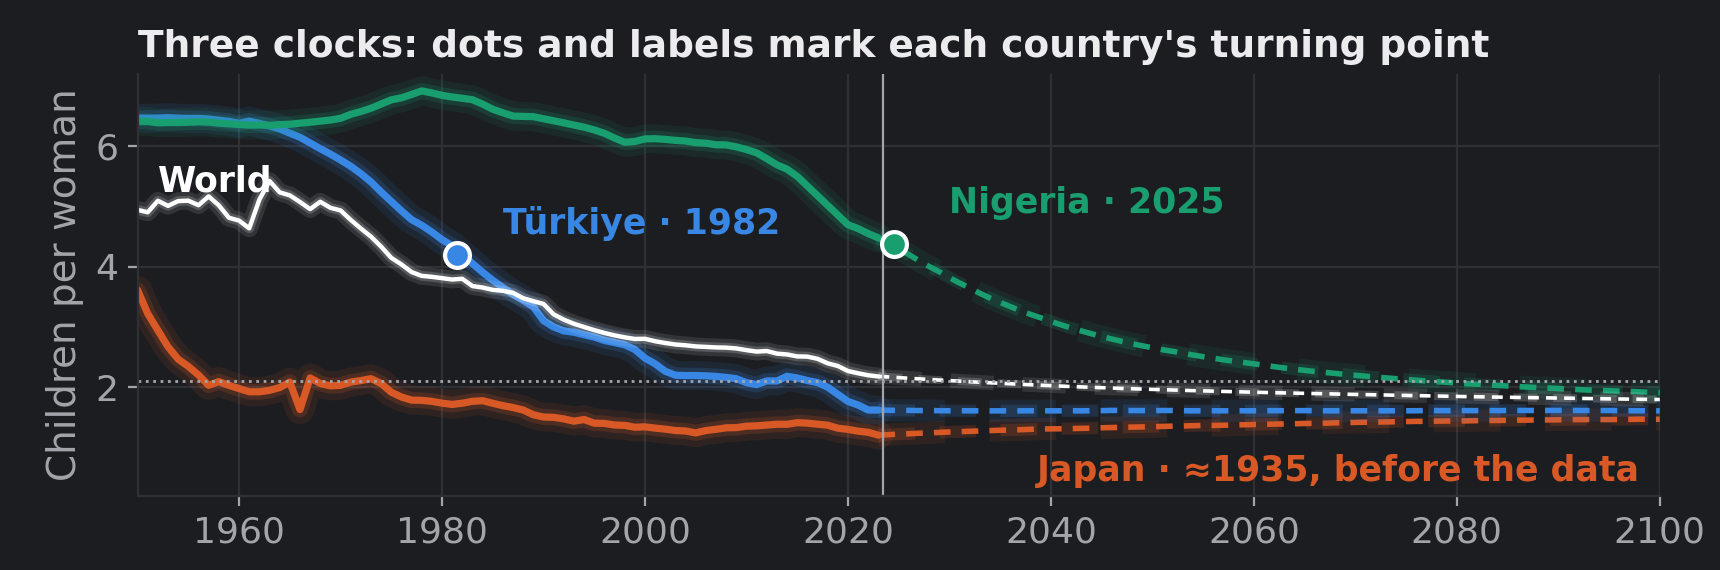 Three clocks: dots and labels mark each country's turning point
Children per woman
6
4
2
World
Türkiye · 1982
Nigeria · 2025
Japan · ≈1935, before the data
1960 1980 2000 2020 2040 2060 2080 2100